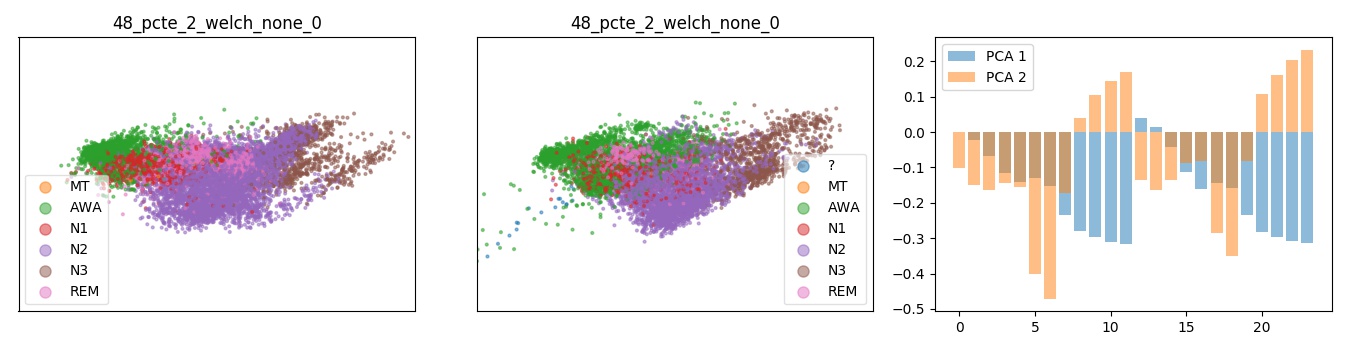 48_pcte_2_welch_none_0
MT
AWA
N1
N2
N3
REM
48_pcte_2_welch_none_0
?
MT
AWA
N1
N2
N3
REM
PCA 1
PCA 2
0.2
0.1
0.0
−0.1
−0.2
−0.3
−0.4
−0.5
0
5
10
15
20